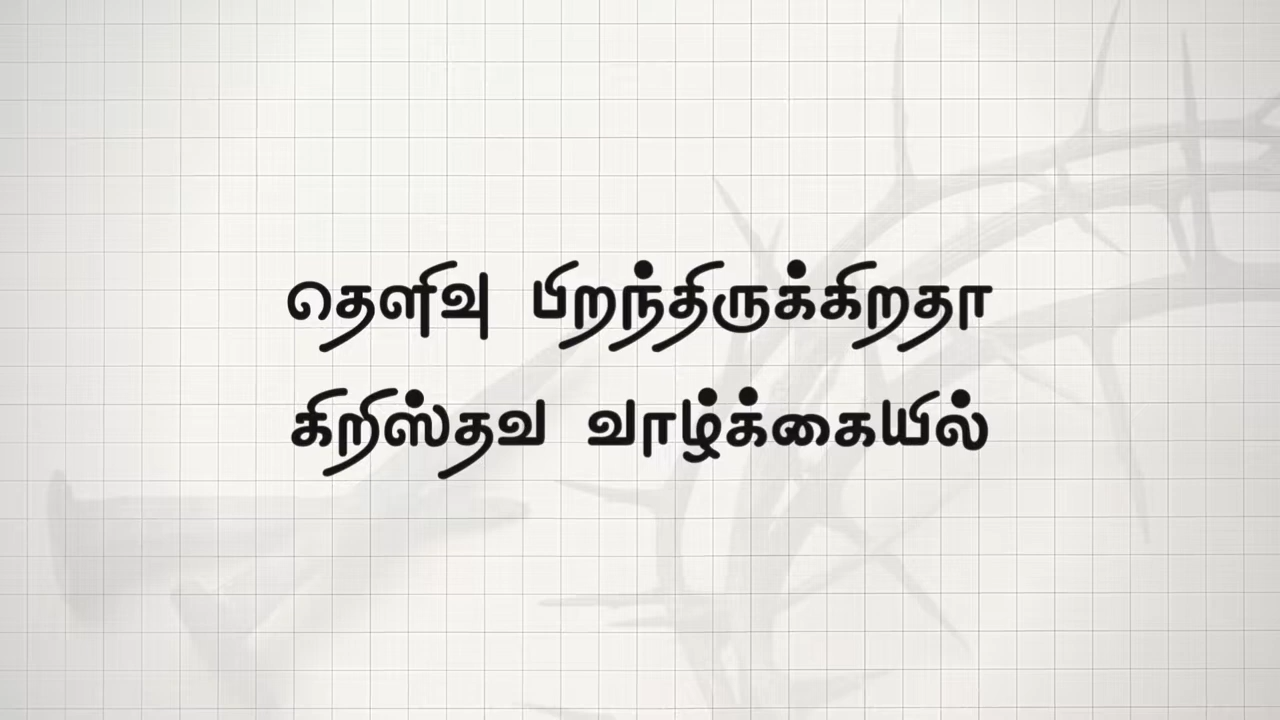 தெளிவு பிறந்திருக்கிறதா
கிறிஸ்தவ வாழ்க்கையில்